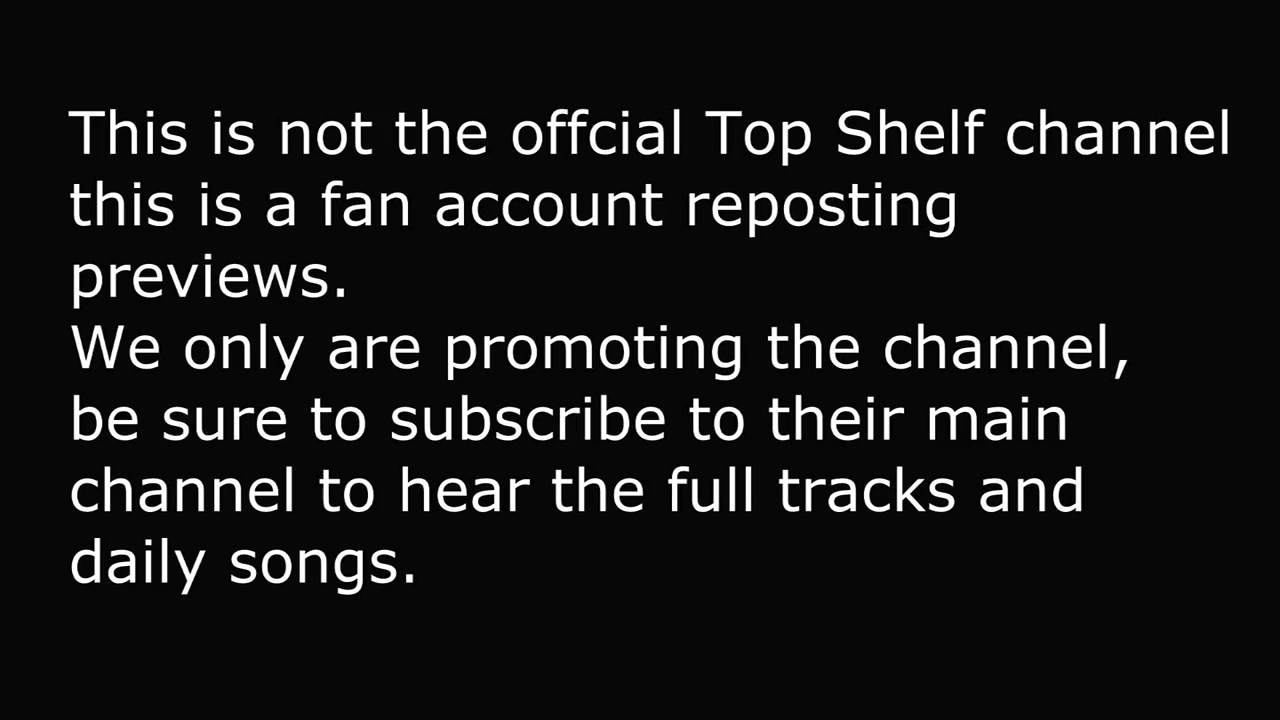 This is not the offcial Top Shelf channel
this is a fan account reposting
previews.
We only are promoting the channel,
be sure to subscribe to their main
channel to hear the full tracks and
daily songs.